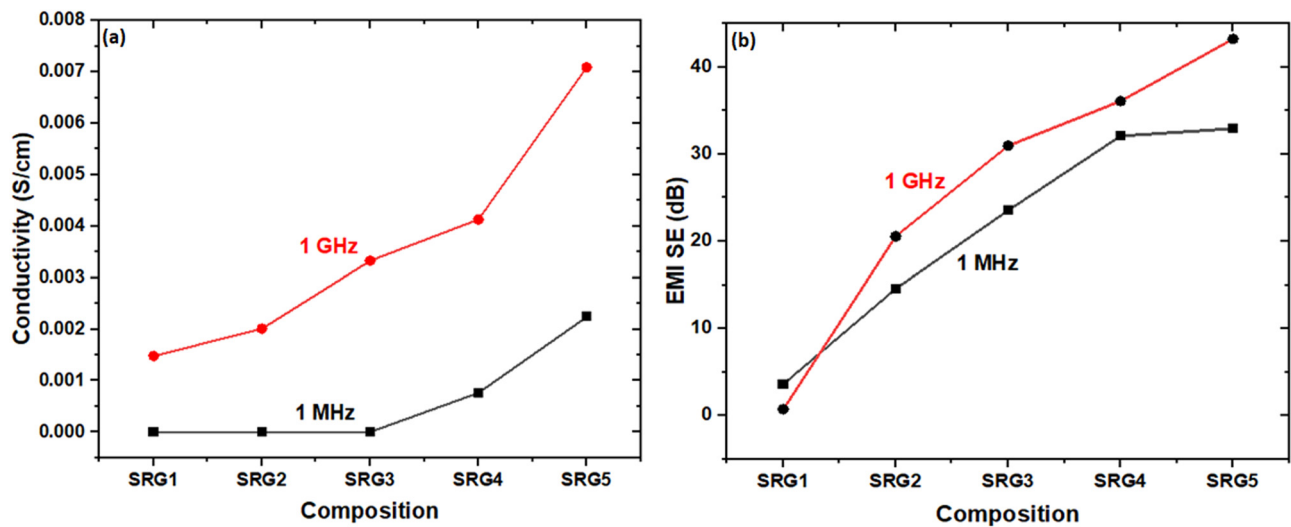 (a)
0.008
0.007
0.006
0.005
0.004
0.003
0.002
0.001
0.000
Conductivity (S/cm)
1 GHz
1 MHz
SRG1 SRG2 SRG3 SRG4 SRG5
Composition
(b)
40
30
20
10
0
EMI SE (dB)
1 GHz
1 MHz
SRG1 SRG2 SRG3 SRG4 SRG5
Composition